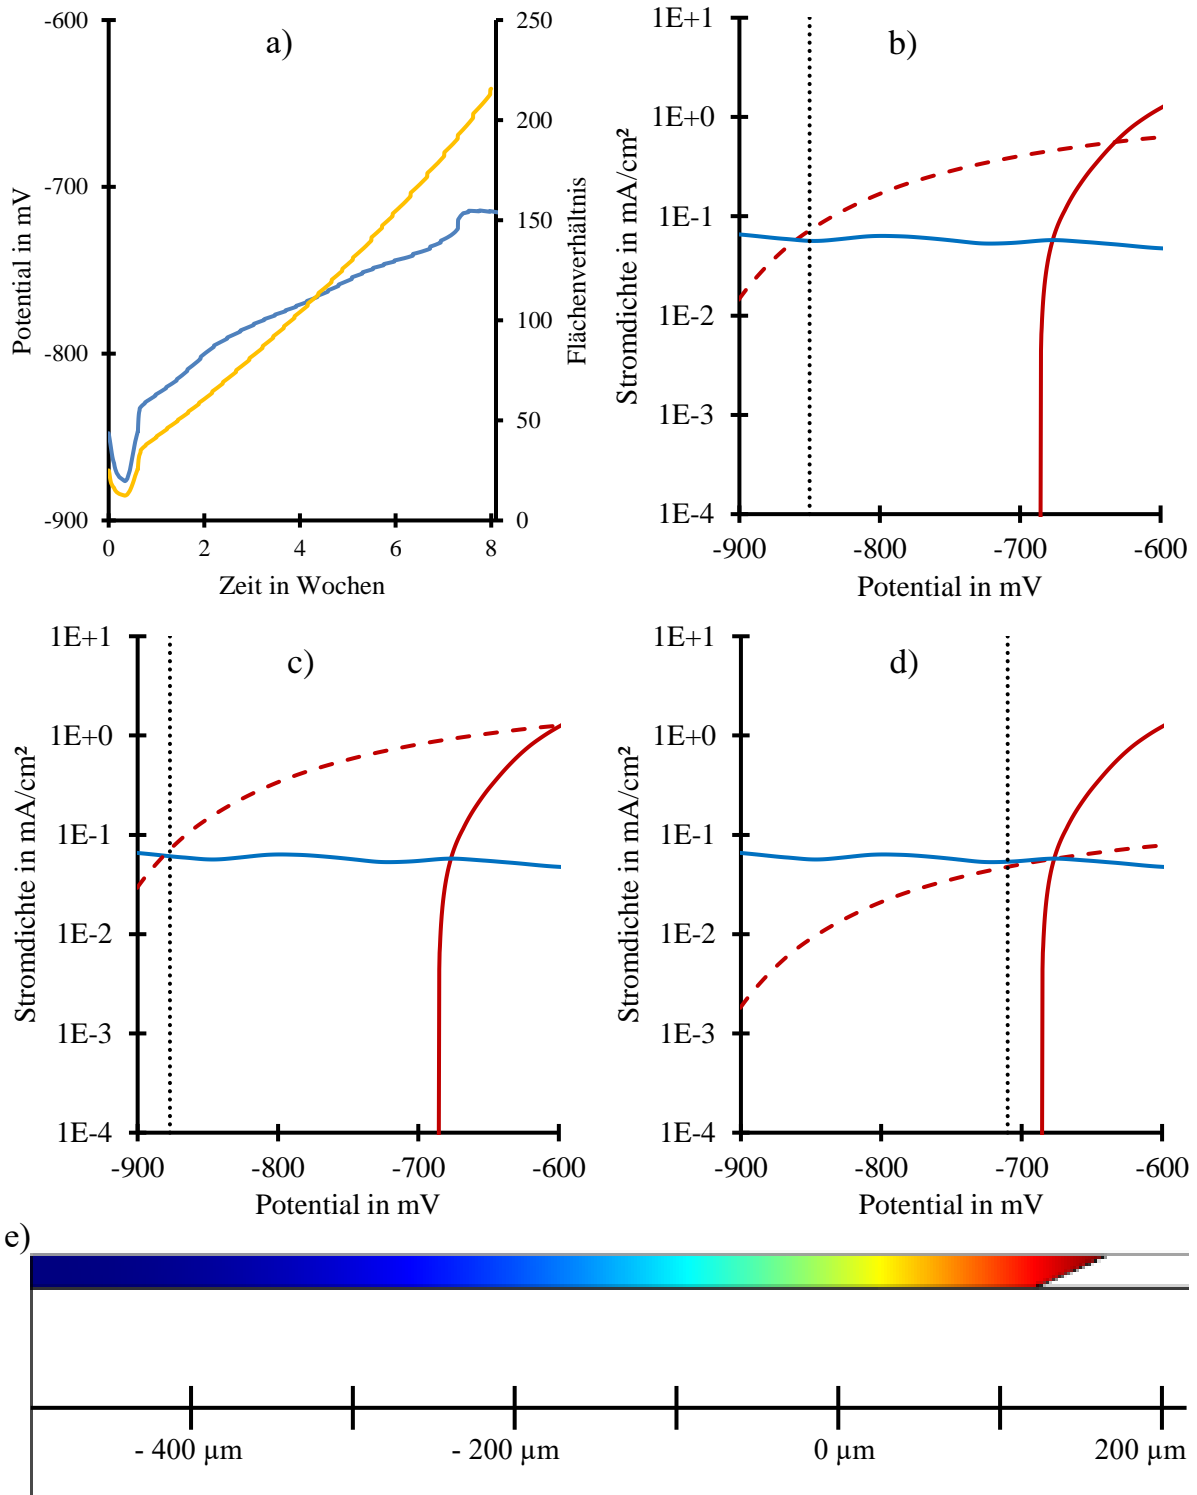 a)
-600
-700
-800
-900
Potential in mV
250
200
150
100
50
0
Flächenverhältnis
0 2 4 6 8
Zeit in Wochen
b)
1E+1
1E+0
1E-1
1E-2
1E-3
1E-4
Stromdichte in mA/cm²
-900 -800 -700 -600
Potential in mV
c)
1E+1
1E+0
1E-1
1E-2
1E-3
1E-4
Stromdichte in mA/cm²
-900 -800 -700 -600
Potential in mV
d)
1E+1
1E+0
1E-1
1E-2
1E-3
1E-4
Stromdichte in mA/cm²
-900 -800 -700 -600
Potential in mV
e)
- 400 µm - 200 µm 0 µm 200 µm